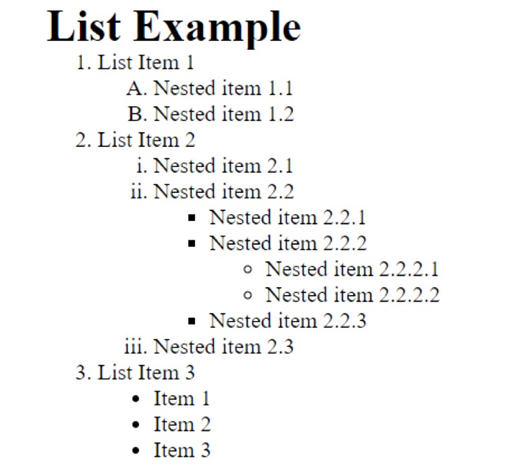 List Example
1. List Item 1
A. Nested item 1.1
B. Nested item 1.2
2. List Item 2
i. Nested item 2.1
ii. Nested item 2.2
▪ Nested item 2.2.1
▪ Nested item 2.2.2
○ Nested item 2.2.2.1
○ Nested item 2.2.2.2
▪ Nested item 2.2.3
iii. Nested item 2.3
3. List Item 3
• Item 1
• Item 2
• Item 3